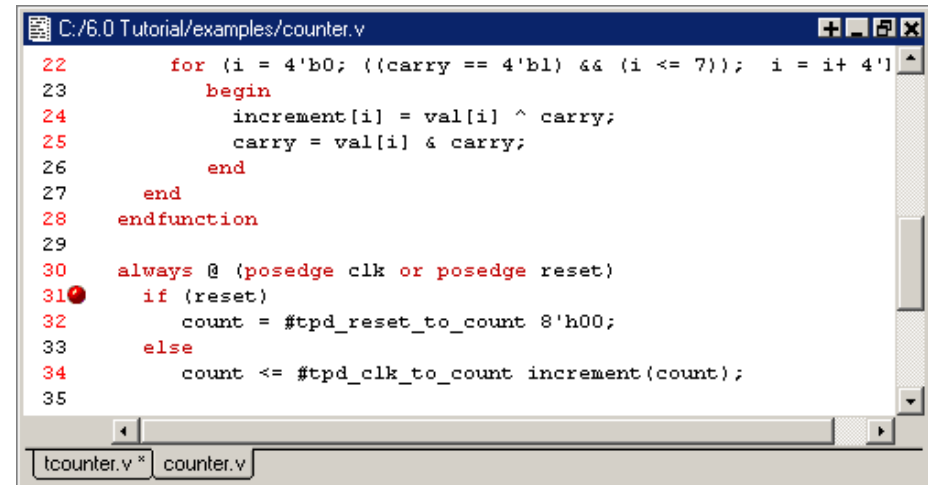 C:/6.0 Tutorial/examples/counter.v
22 for (i = 4'b0; ((carry == 4'b1) && (i <= 7)); i = i+ 4'
23 begin
24 increment[i] = val[i] ^ carry;
25 carry = val[i] & carry;
26 end
27 end
28 endfunction
29
30 always @ (posedge clk or posedge reset)
31 if (reset)
32 count = #tpd_reset_to_count 8'h00;
33 else
34 count <= #tpd_clk_to_count increment(count);
35
tcounter.v * counter.v